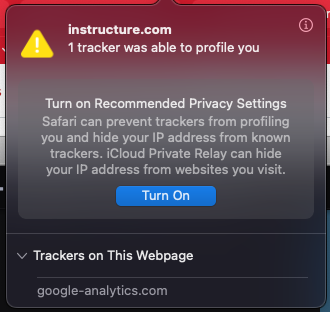 instructure.com
1 tracker was able to profile you
Turn on Recommended Privacy Settings
Safari can prevent trackers from profiling
you and hide your IP address from known
trackers. iCloud Private Relay can hide
your IP address from websites you visit.
Turn On
Trackers on This Webpage
google-analytics.com